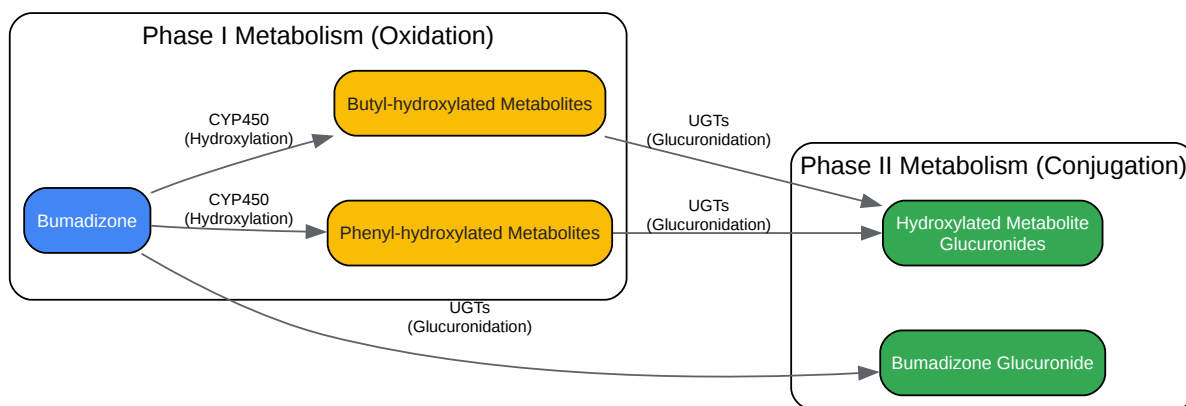 Phase I Metabolism (Oxidation)
Butyl-hydroxylated Metabolites
CYP450
(Hydroxylation)
UGTs
(Glucuronidation)
Phase II Metabolism (Conjugation)
Bumadizone
CYP450
(Hydroxylation)
Phenyl-hydroxylated Metabolites
UGTs
(Glucuronidation)
Hydroxylated Metabolite
Glucuronides
UGTs
(Glucuronidation)
Bumadizone Glucuronide